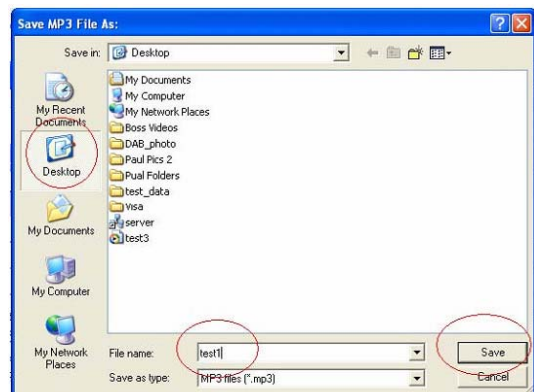 Save MP3 File As:
Save in: Desktop
My Recent
Documents
Desktop
My Documents
My Computer
My Network
Places
My Documents
My Computer
My Network Places
Boss Videos
DAB_photo
Paul Pics 2
Pual Folders
test_data
Visa
server
test3
File name: test1 Save
Save as type: MP3 files (*.mp3) Cancel